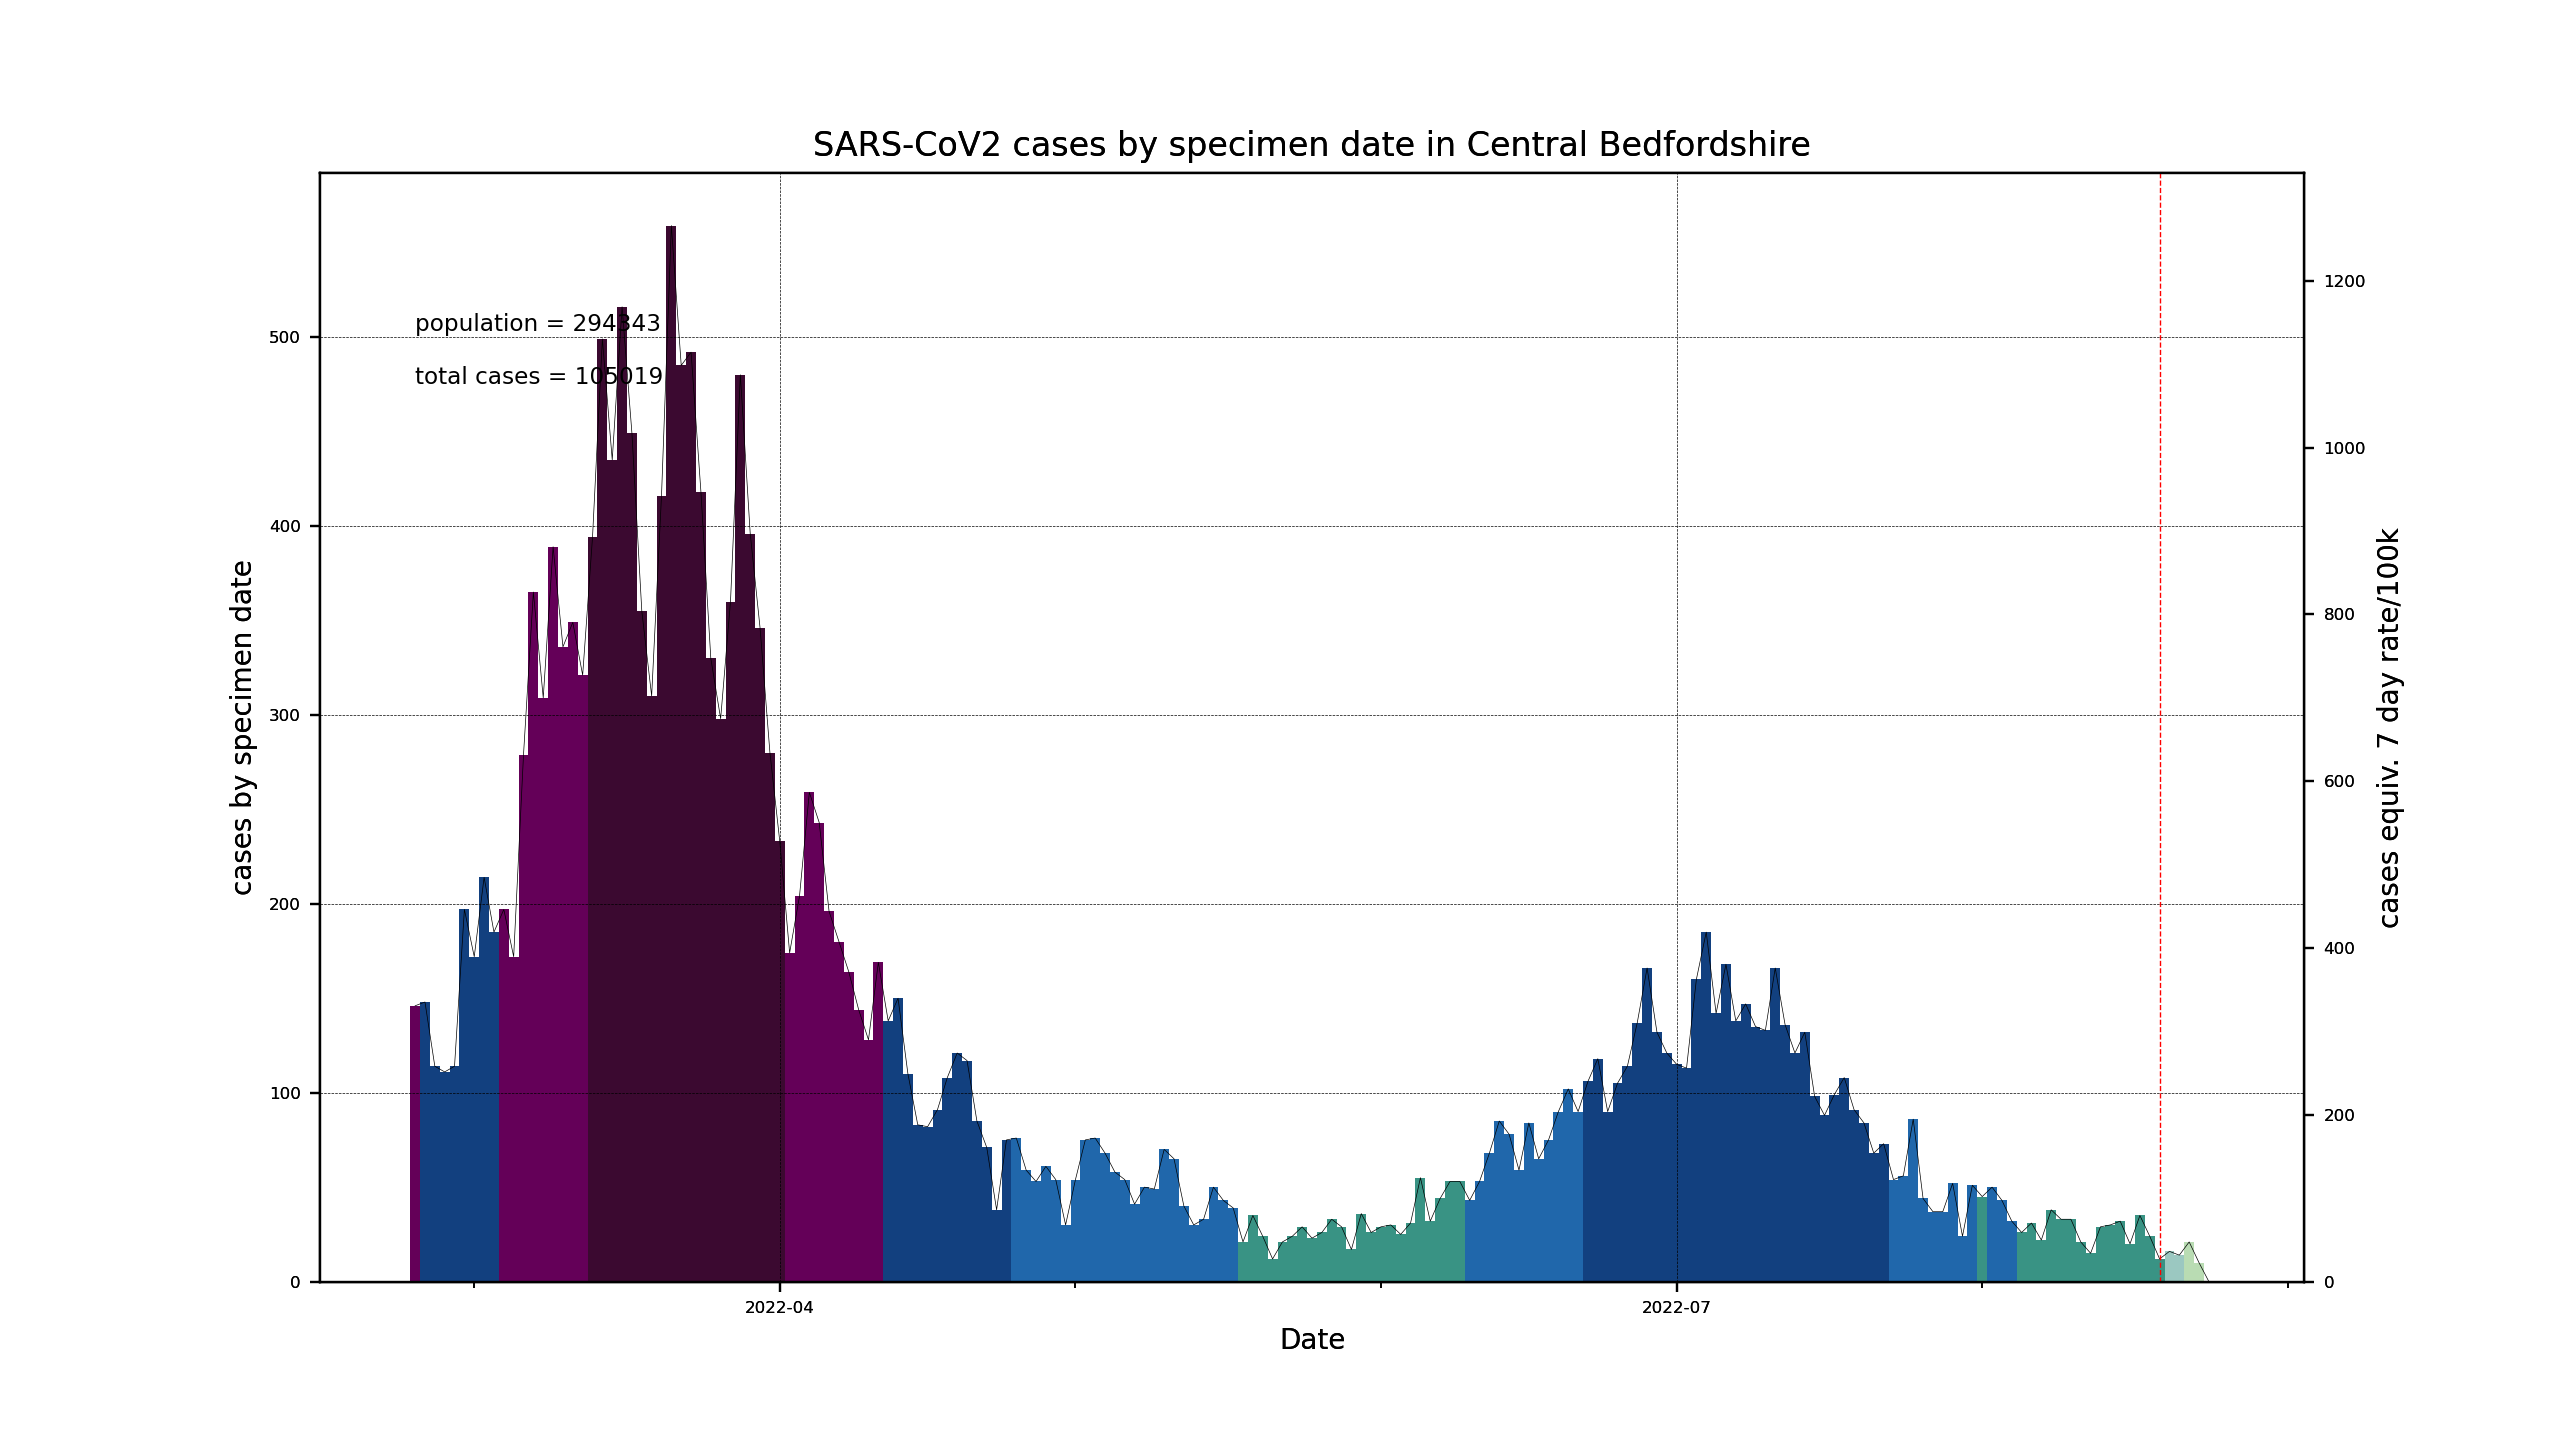 SARS-CoV2 cases by specimen date in Central Bedfordshire
population = 294343
total cases = 105019
cases by specimen date
500
400
300
200
100
0
1200
1000
800
600
400
200
0
cases equiv. 7 day rate/100k
2022-04
2022-07
Date